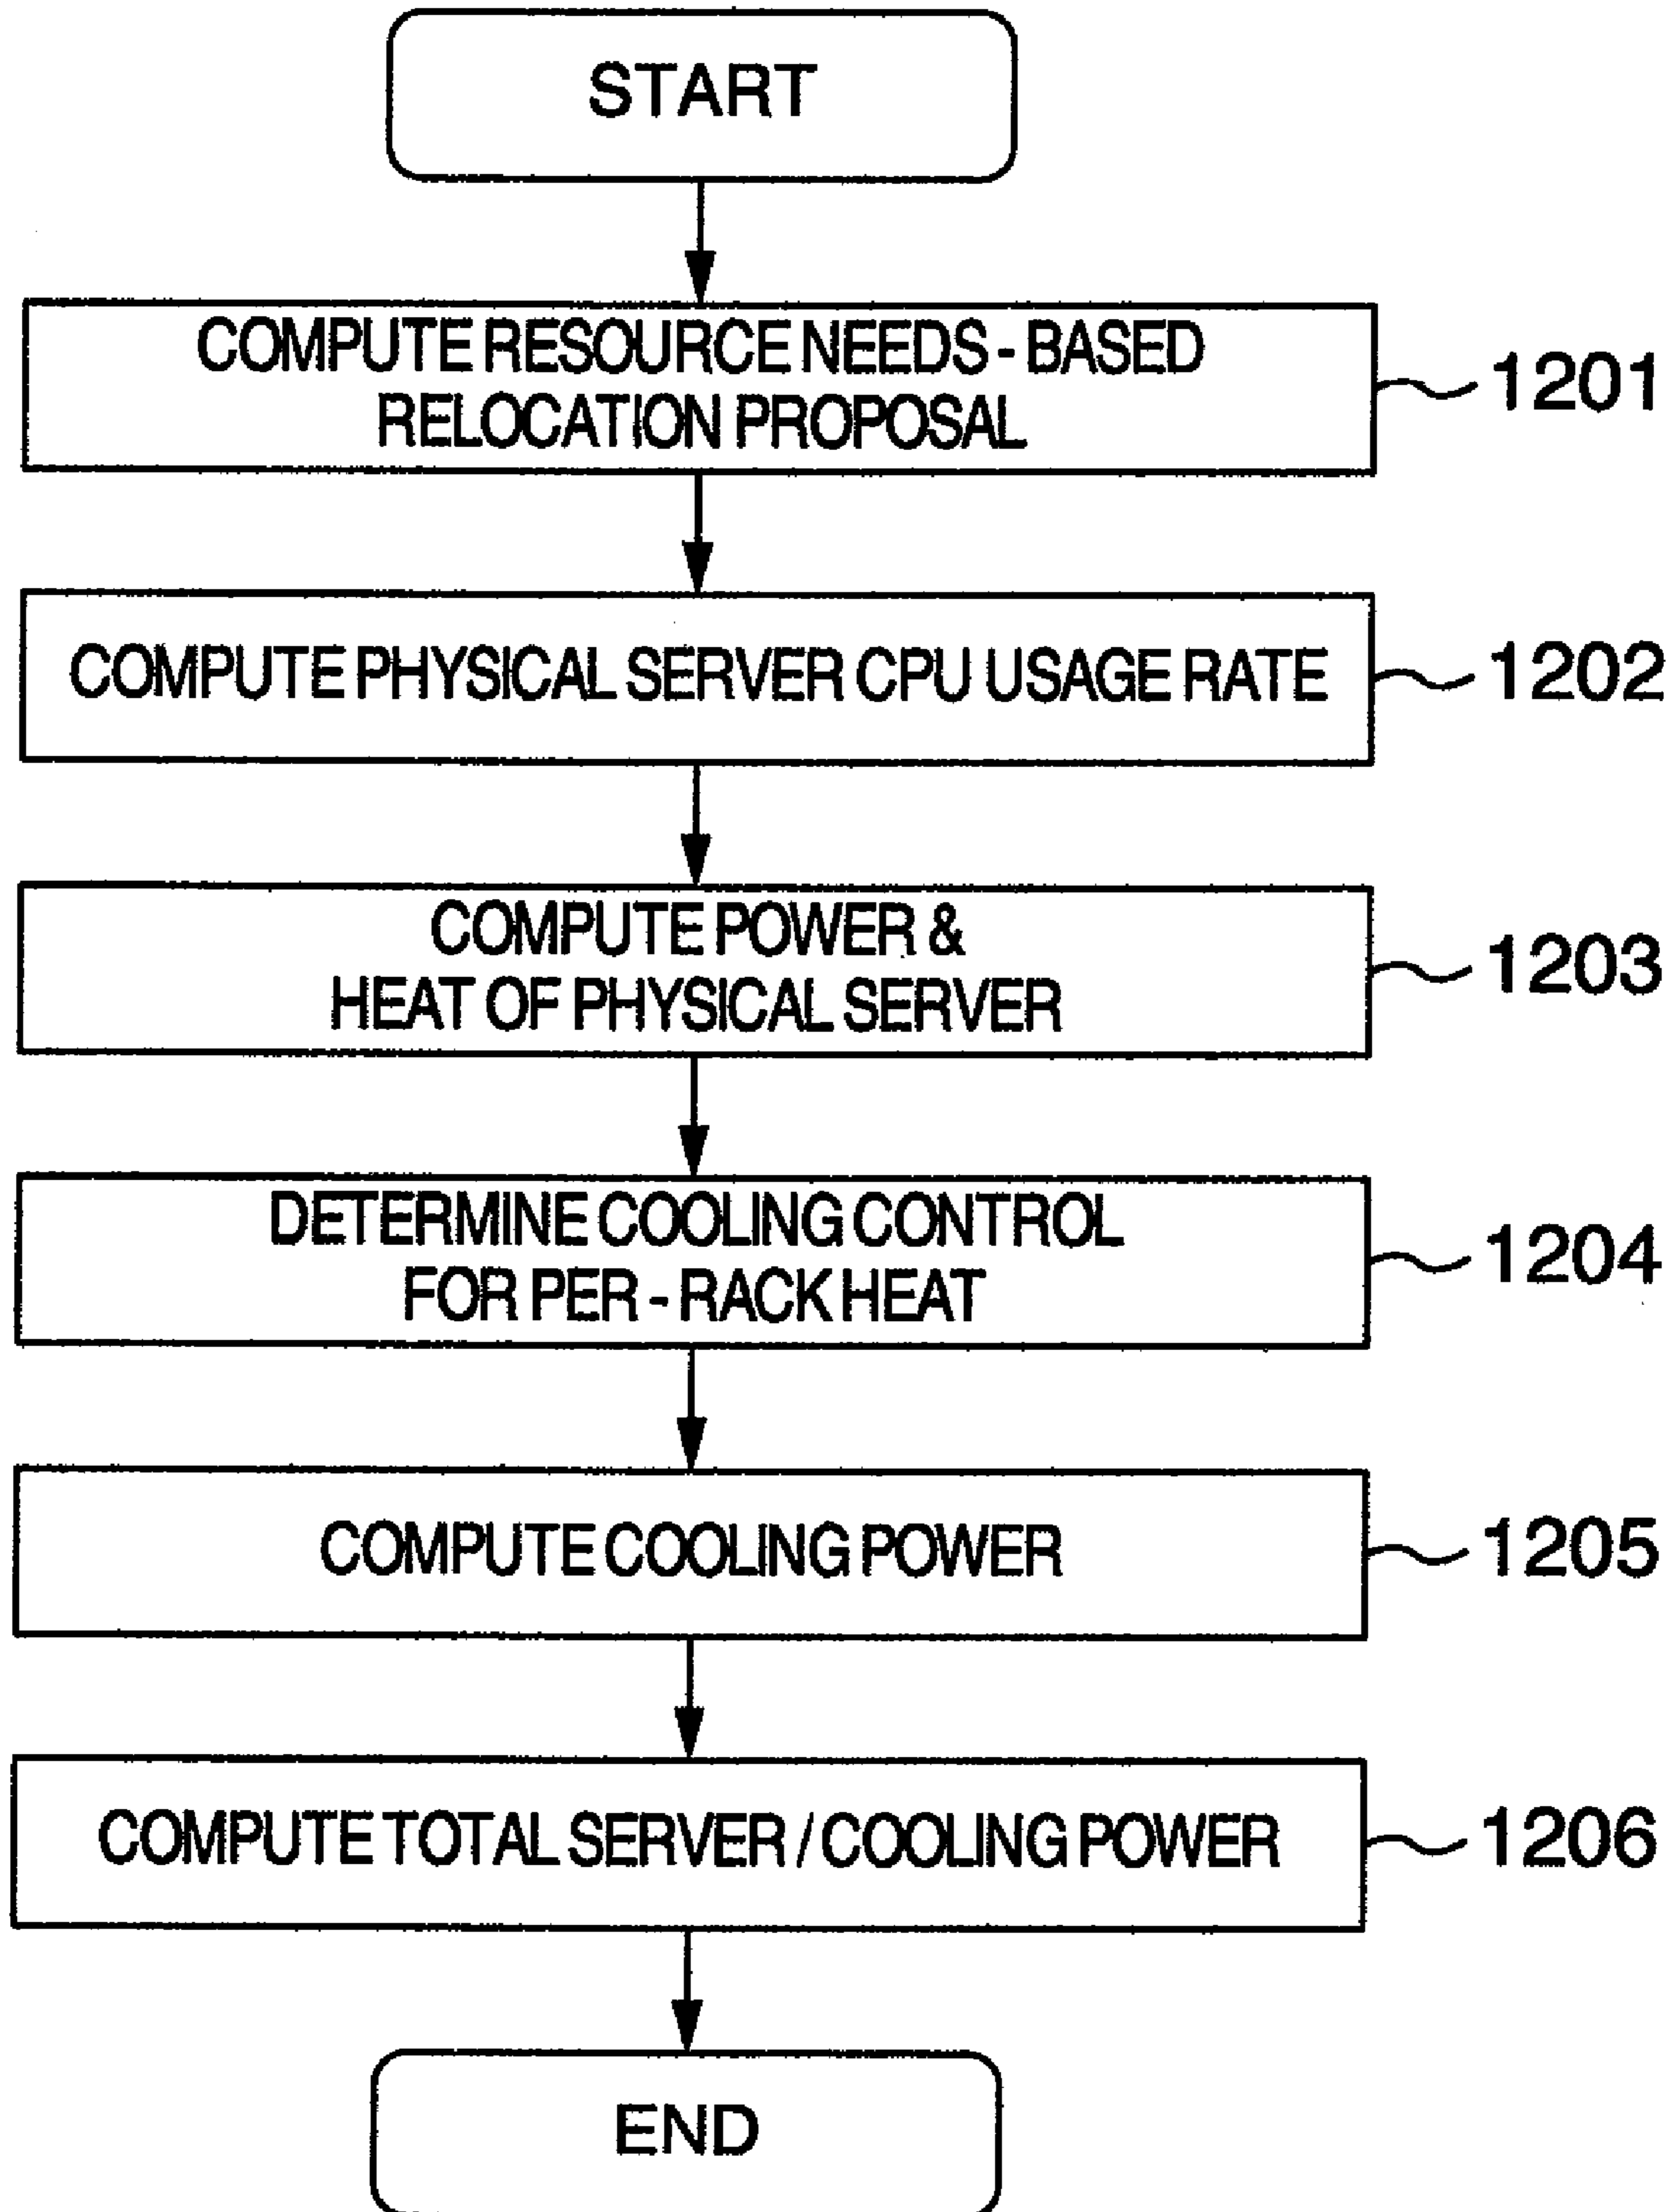 START
COMPUTE RESOURCE NEEDS - BASED
RELOCATION PROPOSAL
1201
COMPUTE PHYSICAL SERVER CPU USAGE RATE
1202
COMPUTE POWER &
HEAT OF PHYSICAL SERVER
1203
DETERMINE COOLING CONTROL
FOR PER - RACK HEAT
1204
COMPUTE COOLING POWER
1205
COMPUTE TOTAL SERVER / COOLING POWER
1206
END